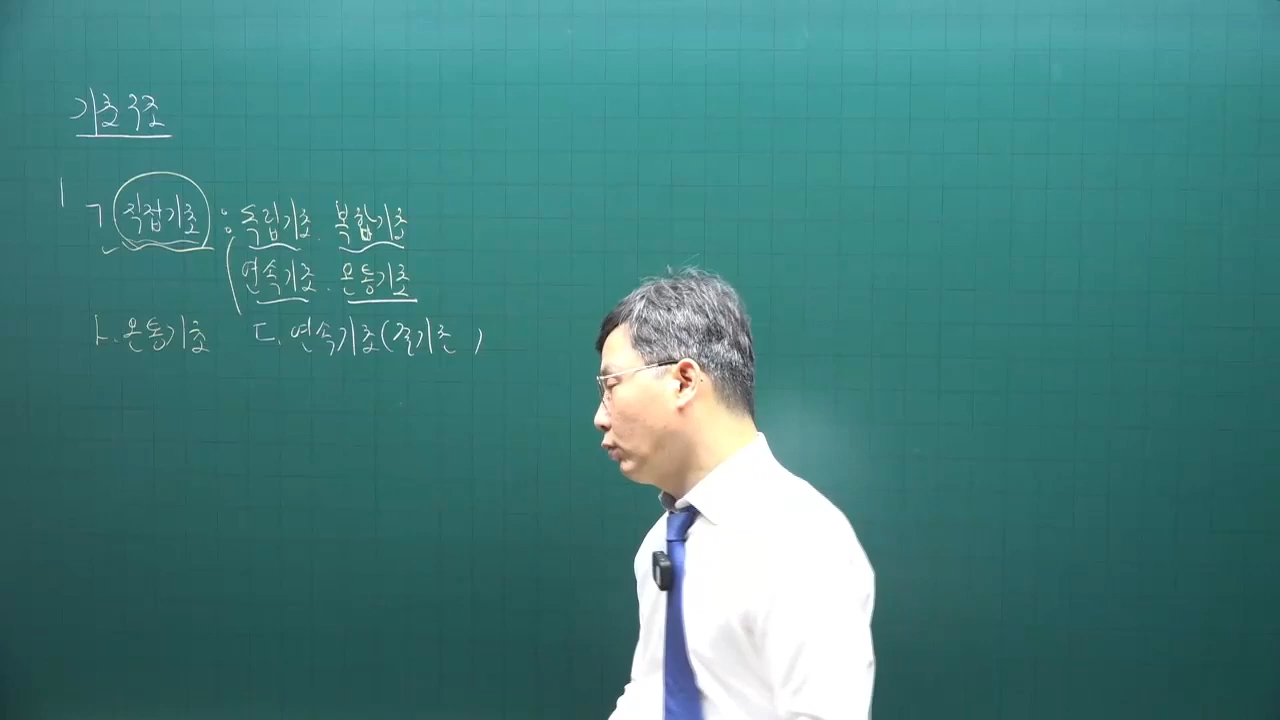 기초구조
1 ㄱ 직접기초 : 독립기초. 복합기초
연속기초. 온통기초
ㄴ. 온통기초 ㄷ. 연속기초(줄기초)